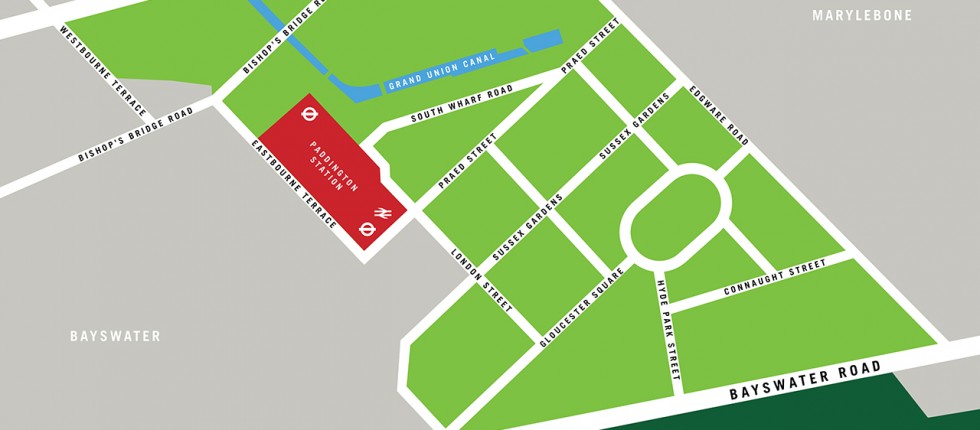 MARYLEBONE
WESTBOURNE TERRACE
BISHOP'S BRIDGE R
PRAED STREET
GRAND UNION CANAL
SOUTH WHARF ROAD
SUSSEX GARDENS
EDGWARE ROAD
BISHOP'S BRIDGE ROAD
EASTBOURNE TERRACE
PADDINGTON
STATION
PRAED STREET
SUSSEX GARDENS
LONDON STREET
GLOUCESTER SQUARE
HYDE PARK STREET
CONNAUGHT STREET
BAYSWATER
BAYSWATER ROAD